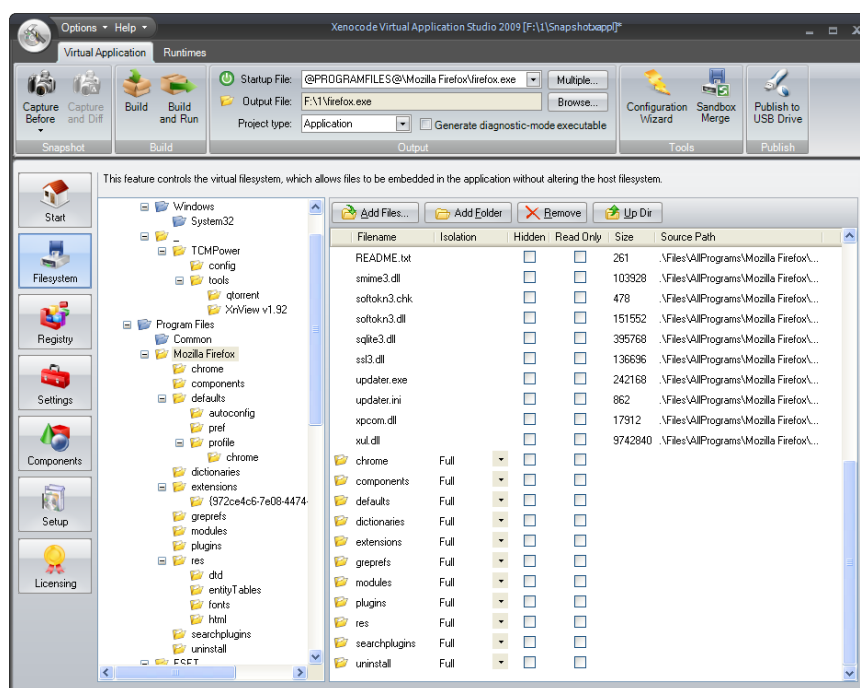 Options Help Xenocode Virtual Application Studio 2009 [F:\1\Snapshot.xappl]*
Virtual Application Runtimes
Startup File: @PROGRAMFILES@\Mozilla Firefox\firefox.exe Multiple...
Output File: F:\1\firefox.exe Browse...
Project type: Application Generate diagnostic-mode executable
Capture Before
Capture and Diff
Build
Build and Run
Configuration Wizard
Sandbox Merge
Publish to USB Drive
Snapshot Build Output Tools Publish
This feature controls the virtual filesystem, which allows files to be embedded in the application without altering the host filesystem.
Start
Filesystem
Registry
Settings
Components
Setup
Licensing
Windows
System32
_
TCMPower
config
tools
qtorrent
XnView v1.92
Program Files
Common
Mozilla Firefox
chrome
components
defaults
autoconfig
pref
profile
chrome
dictionaries
extensions
{972ce4c6-7e08-4474-
greprefs
modules
plugins
res
dtd
entityTables
fonts
html
searchplugins
uninstall
ESET
Add Files... Add Folder Remove Up Dir
Filename Isolation Hidden Read Only Size Source Path
README.txt 261 .\Files\AllPrograms\Mozilla Firefox\...
smime3.dll 103928 .\Files\AllPrograms\Mozilla Firefox\...
softokn3.chk 478 .\Files\AllPrograms\Mozilla Firefox\...
softokn3.dll 151552 .\Files\AllPrograms\Mozilla Firefox\...
sqlite3.dll 395768 .\Files\AllPrograms\Mozilla Firefox\...
ssl3.dll 136696 .\Files\AllPrograms\Mozilla Firefox\...
updater.exe 242168 .\Files\AllPrograms\Mozilla Firefox\...
updater.ini 862 .\Files\AllPrograms\Mozilla Firefox\...
xpcom.dll 17912 .\Files\AllPrograms\Mozilla Firefox\...
xul.dll 9742840 .\Files\AllPrograms\Mozilla Firefox\...
chrome Full
components Full
defaults Full
dictionaries Full
extensions Full
greprefs Full
modules Full
plugins Full
res Full
searchplugins Full
uninstall Full